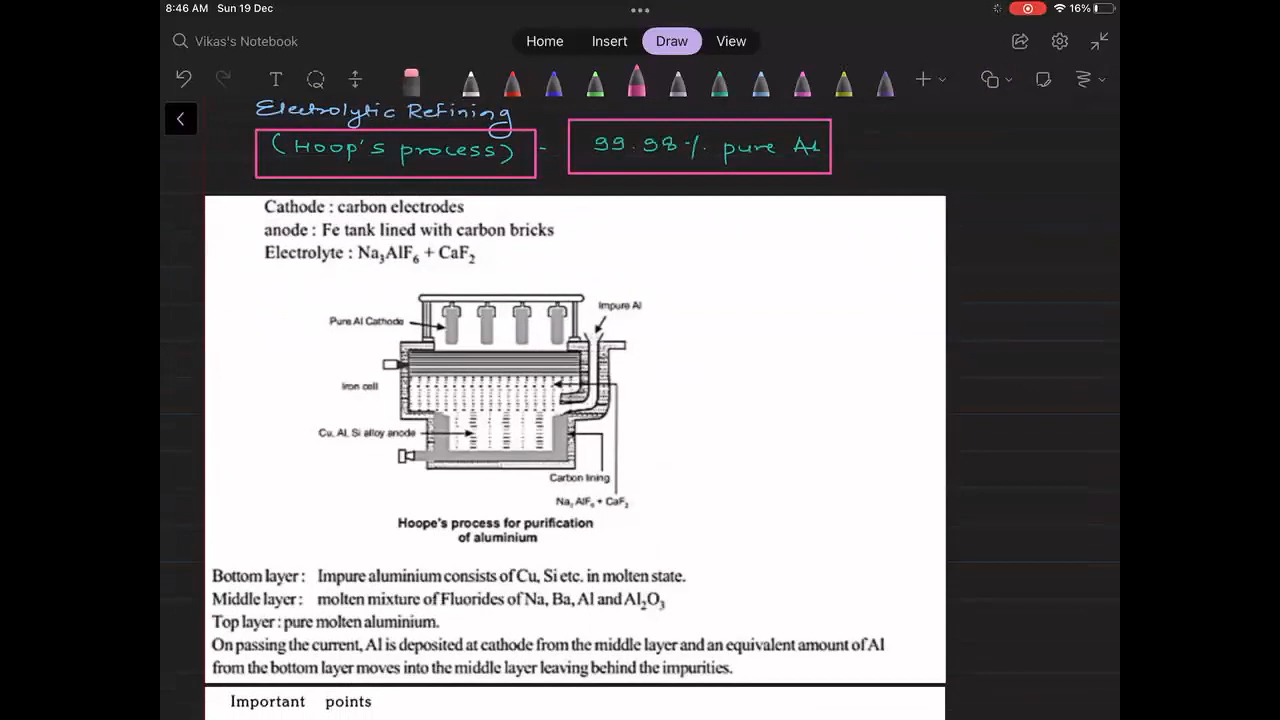 8:46 AM Sun 19 Dec
16%
Vikas's Notebook
Home Insert Draw View
Electrolytic Refining
(Hoop's process) - 99.98% pure Al
Cathode : carbon electrodes
anode : Fe tank lined with carbon bricks
Electrolyte : Na₃AlF₆ + CaF₂
Impure Al
Pure Al Cathode
Iron cell
Cu, Al, Si alloy anode
Carbon lining
Na₃ AlF₆ + CaF₂
Hoope's process for purification
of aluminium
Bottom layer : Impure aluminium consists of Cu, Si etc. in molten state.
Middle layer : molten mixture of Fluorides of Na, Ba, Al and Al₂O₃
Top layer : pure molten aluminium.
On passing the current, Al is deposited at cathode from the middle layer and an equivalent amount of Al
from the bottom layer moves into the middle layer leaving behind the impurities.
Important points